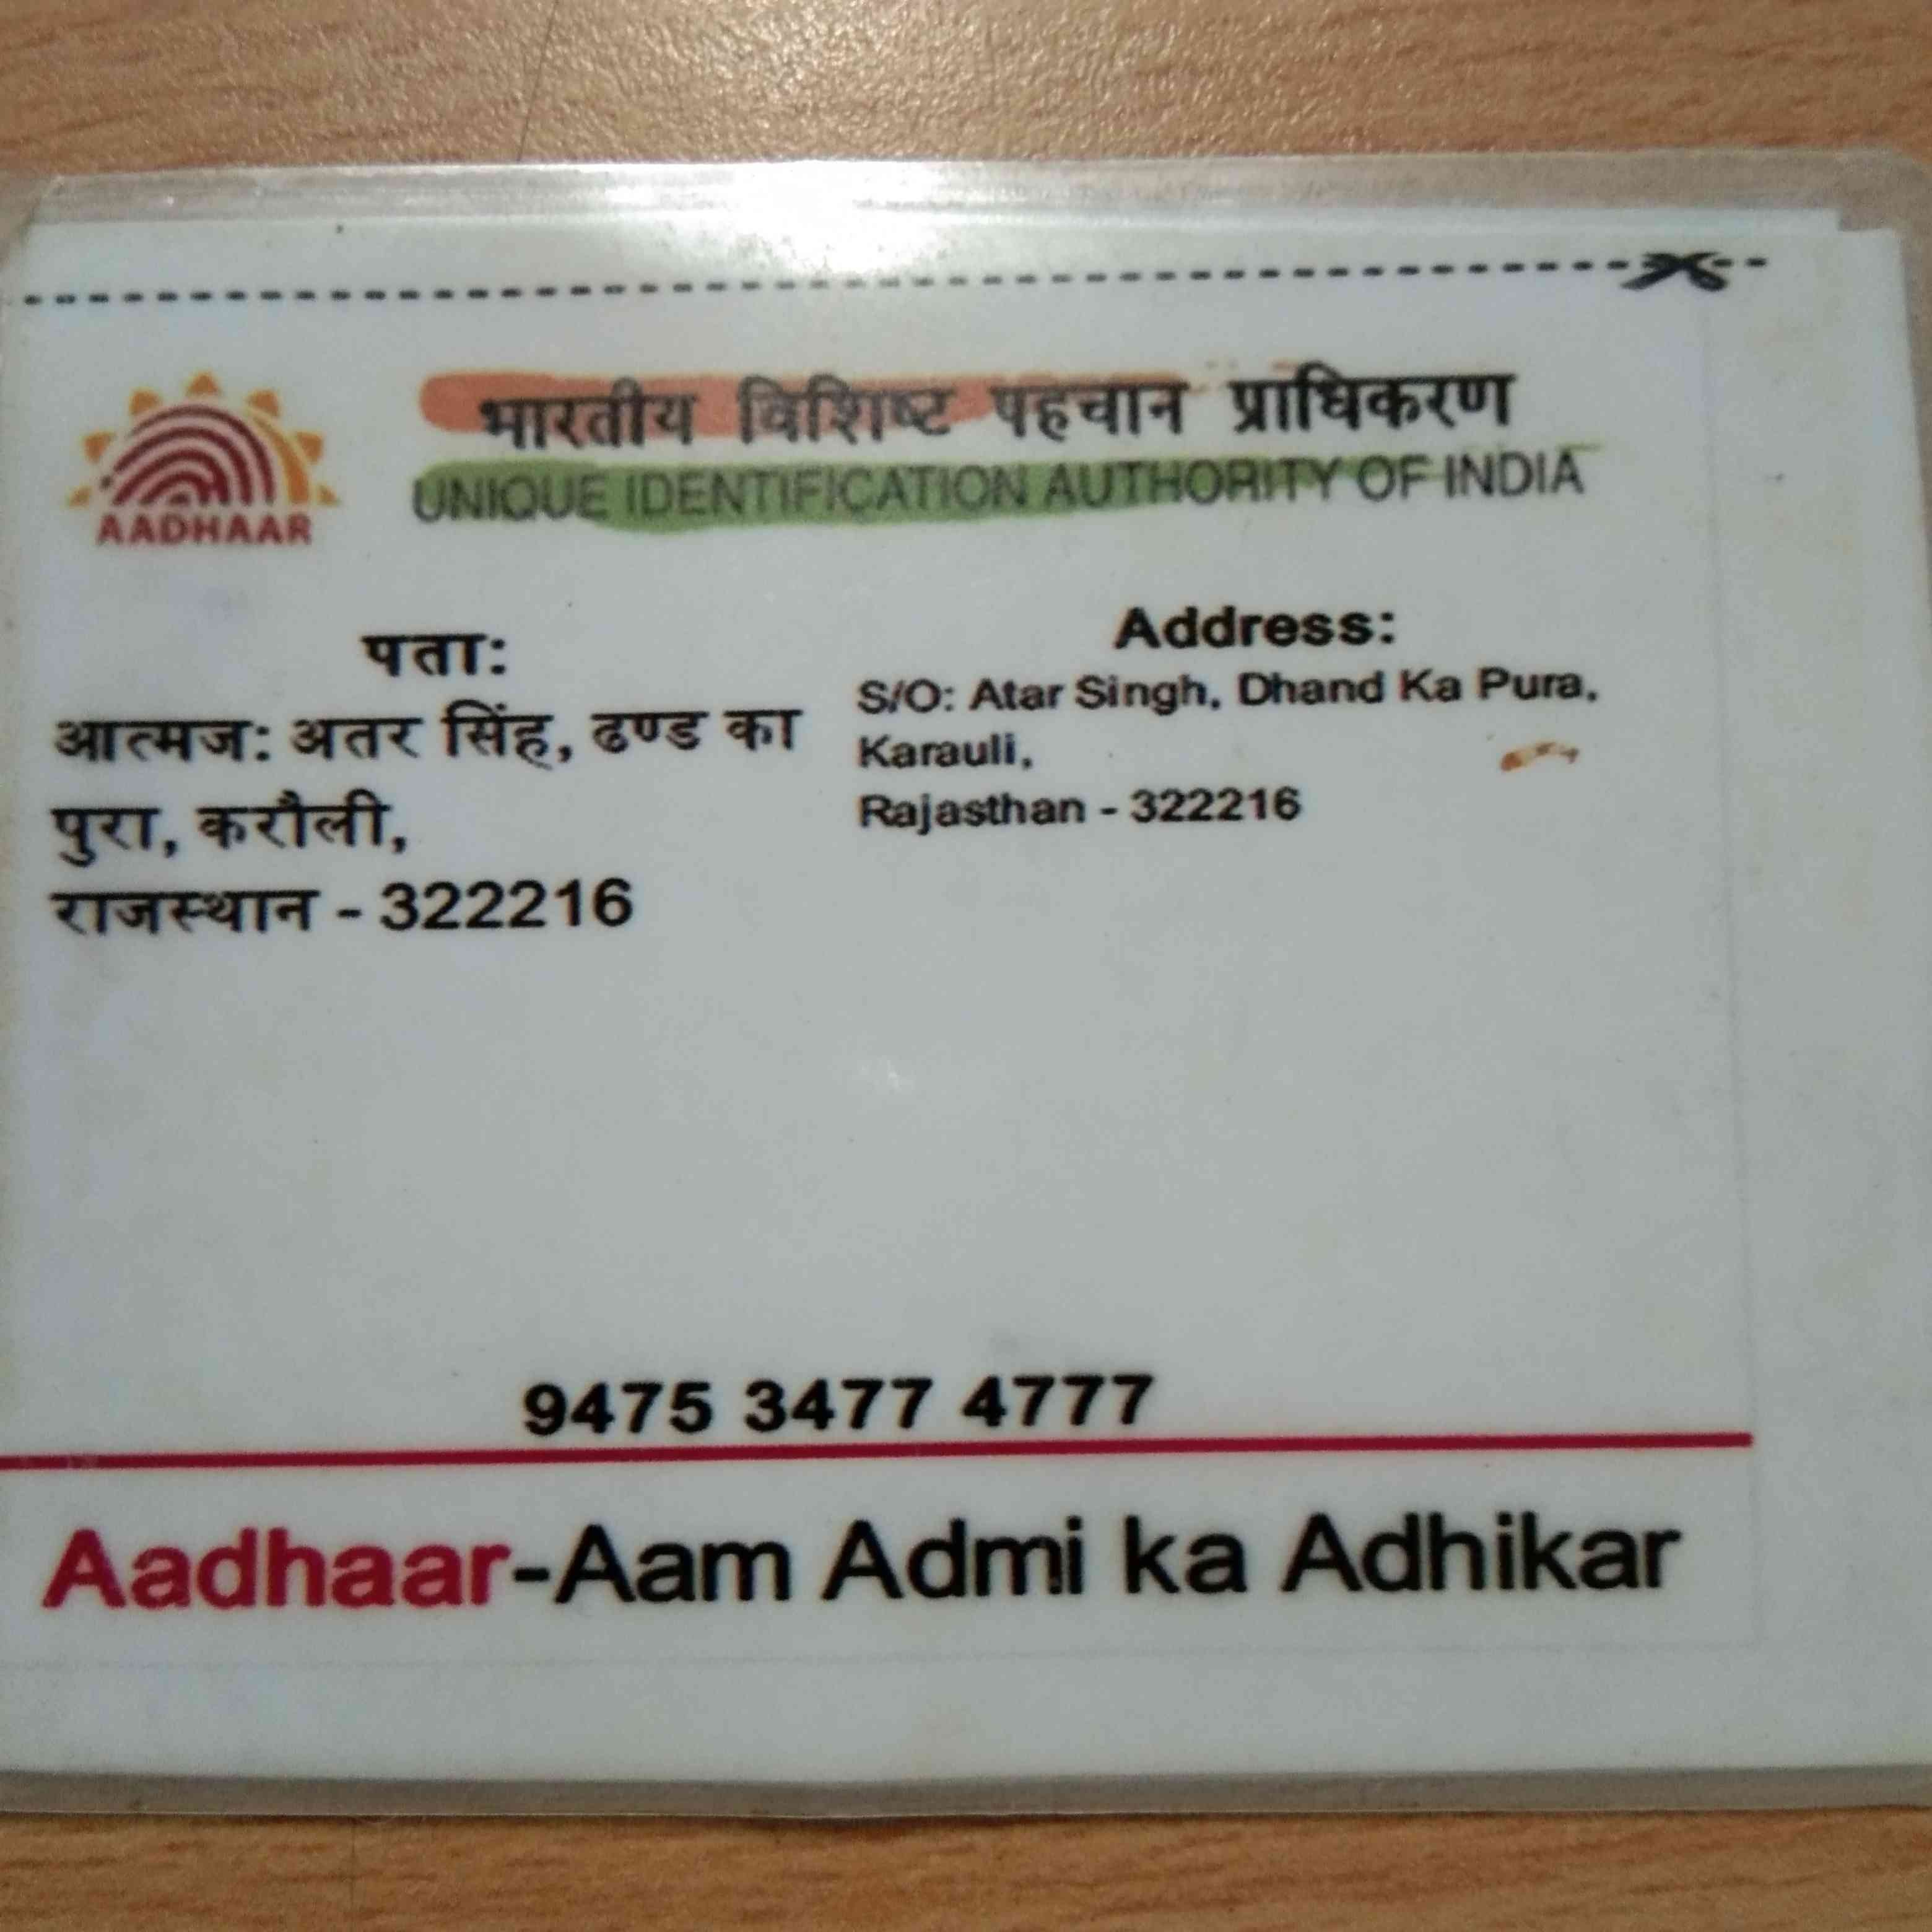 भारतीय विशिष्ट पहचान प्राधिकरण
UNIQUE IDENTIFICATION AUTHORITY OF INDIA
AADHAAR
पता:
आत्मज: अतर सिंह, ढण्ड का
पुरा, करौली,
राजस्थान - 322216
Address:
S/O: Atar Singh, Dhand Ka Pura,
Karauli,
Rajasthan - 322216
9475 3477 4777
Aadhaar-Aam Admi ka Adhikar